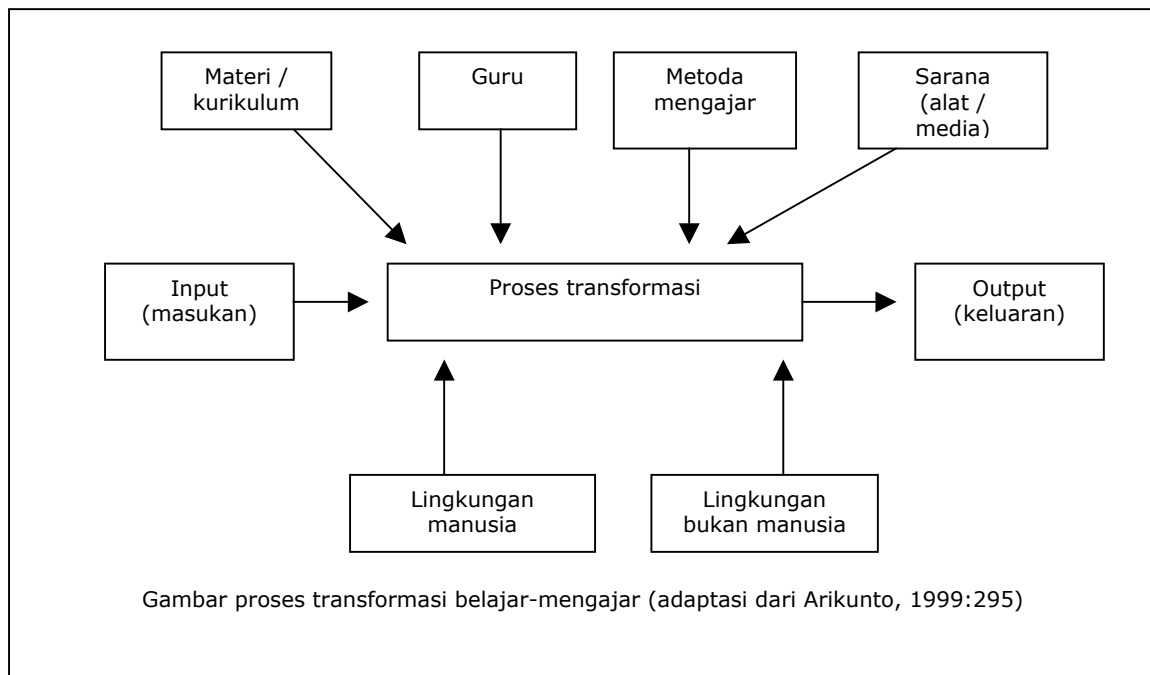 Materi /
kurikulum
Guru
Metoda
mengajar
Sarana
(alat /
media)
Input
(masukan)
Proses transformasi
Output
(keluaran)
Lingkungan
manusia
Lingkungan
bukan manusia
Gambar proses transformasi belajar-mengajar (adaptasi dari Arikunto, 1999:295)